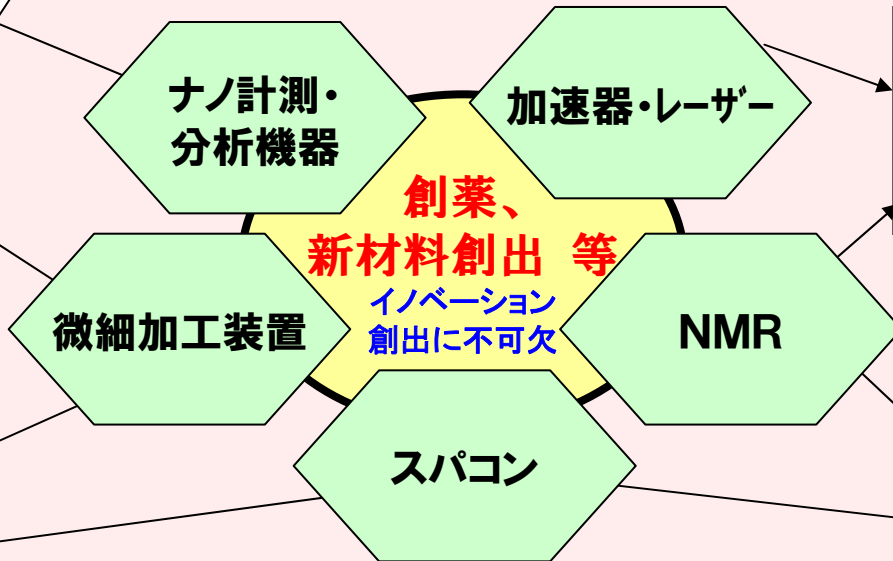 ナノ計測・
分析機器
加速器・レーザー
創薬、
新材料創出 等
イノベーション
創出に不可欠
微細加工装置
NMR
スパコン